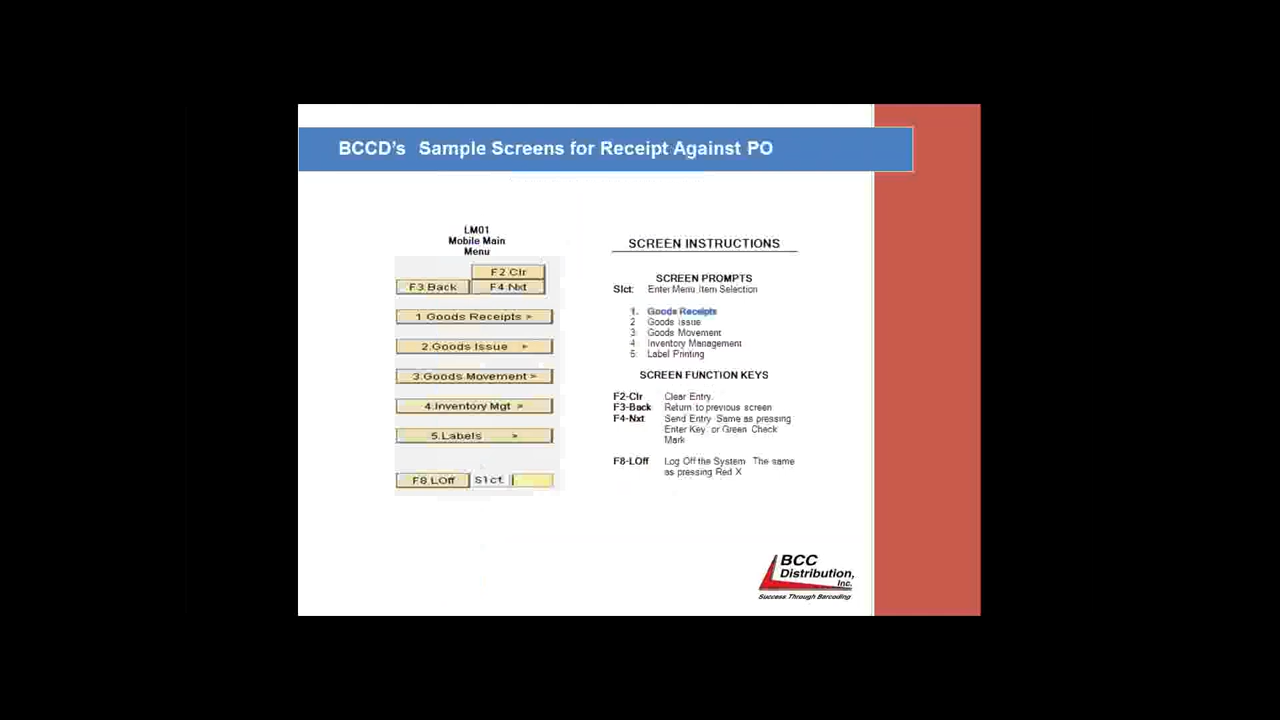 BCCD's Sample Screens for Receipt Against PO
LM01
Mobile Main
Menu
F2.Clr
F3.Back F4.Nxt
1 Goods Receipts >
2.Goods Issue >
3.Goods Movement >
4.Inventory Mgt >
5.Labels >
F8.LOff Slct.
SCREEN INSTRUCTIONS
SCREEN PROMPTS
Slct: Enter Menu Item Selection
1. Goods Receipts
2 Goods Issue
3. Goods Movement
4 Inventory Management
5. Label Printing
SCREEN FUNCTION KEYS
F2-Clr Clear Entry.
F3-Back Return to previous screen
F4-Nxt Send Entry. Same as pressing
Enter Key. or Green Check
Mark
F8-LOff Log Off the System The same
as pressing Red X
BCC
Distribution,
Inc.
Success Through Barcoding